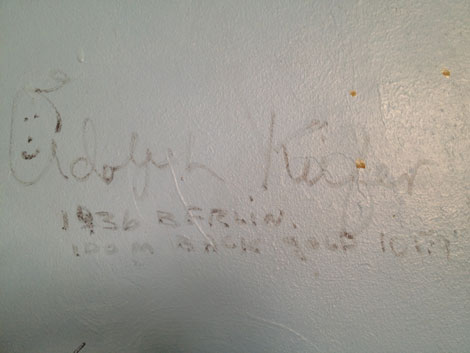 Adolph Kiefer
1936 BERLIN.
100 M BACK GOLD